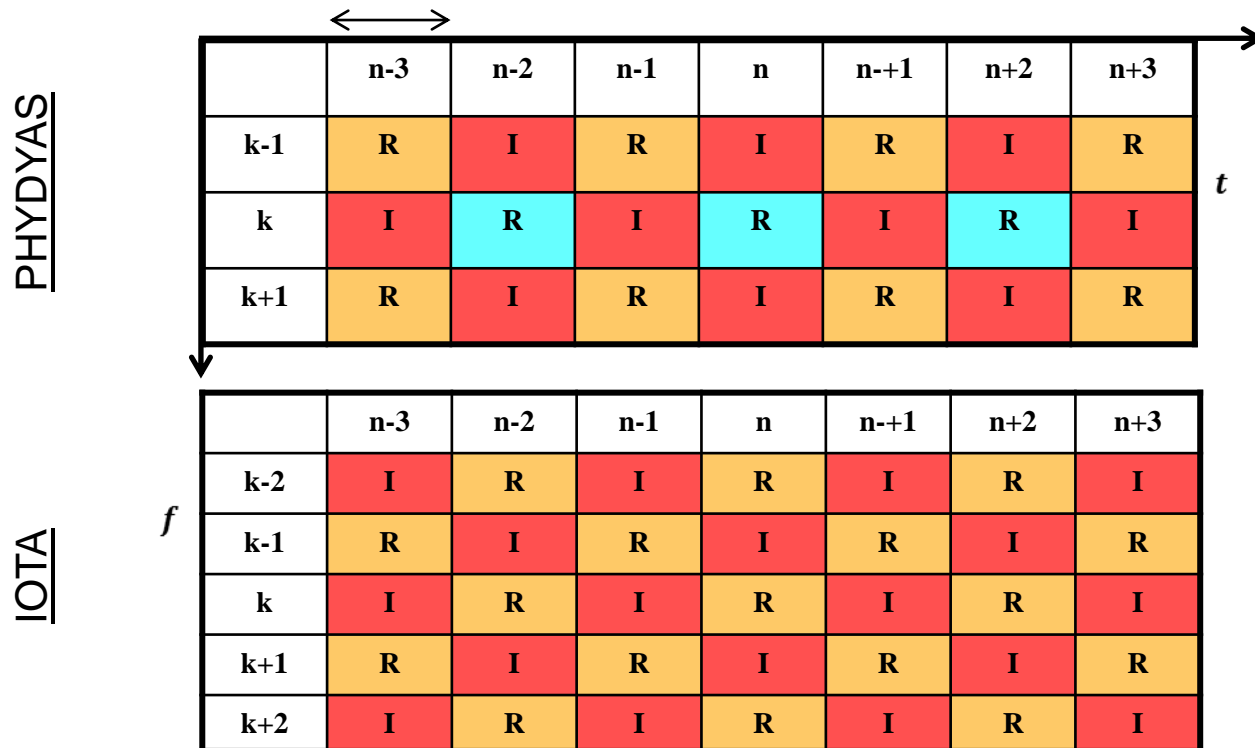 PHYDYAS
n-3 n-2 n-1 n n-+1 n+2 n+3
k-1 R I R I R I R
k I R I R I R I
k+1 R I R I R I R
t
IOTA
f
n-3 n-2 n-1 n n-+1 n+2 n+3
k-2 I R I R I R I
k-1 R I R I R I R
k I R I R I R I
k+1 R I R I R I R
k+2 I R I R I R I